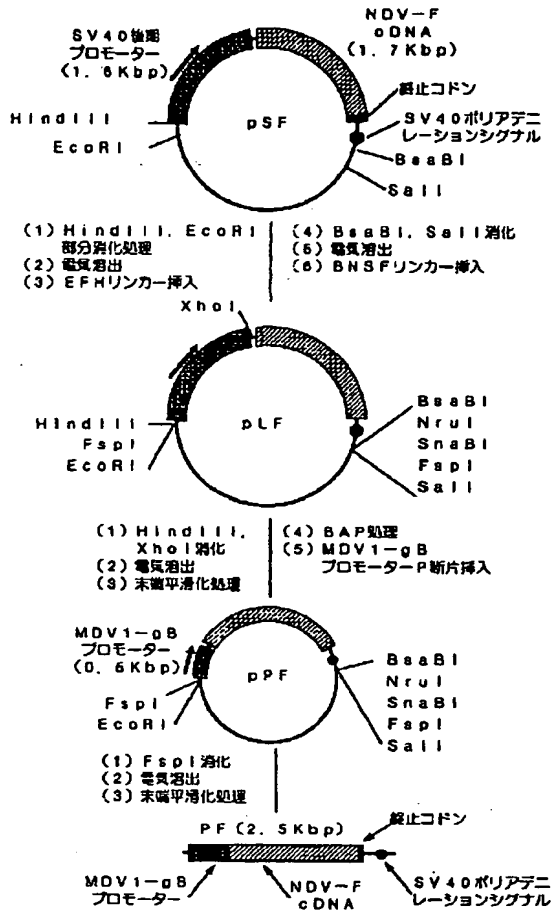 SV40後期
プロモーター
(1．6Kbp)
NDV-F
cDNA
(1．7Kbp)
終止コドン
HindIII
EcoRI
pSF
SV40ポリアデニ
レーションシグナル
BsaBI
SalI
(1) HindIII，EcoRI
部分消化処理
(2) 電気溶出
(3) EFHリンカー挿入
(4) BsaBI，SalI消化
(5) 電気溶出
(6) BNSFリンカー挿入
XhoI
pLF
HindIII
FspI
EcoRI
BsaBI
NruI
SnaBI
FspI
SalI
(1) HindIII，
XhoI消化
(2) 電気溶出
(3) 末端平滑化処理
(4) BAP処理
(5) MDV1-gB
プロモーターP断片挿入
MDV1-gB
プロモーター
(0．6Kbp)
pPF
FspI
EcoRI
BsaBI
NruI
SnaBI
FspI
SalI
(1) FspI消化
(2) 電気溶出
(3) 末端平滑化処理
PF(2．5Kbp)
終止コドン
MDV1-gB
プロモーター
NDV-F
cDNA
SV40ポリアデニ
レーションシグナル